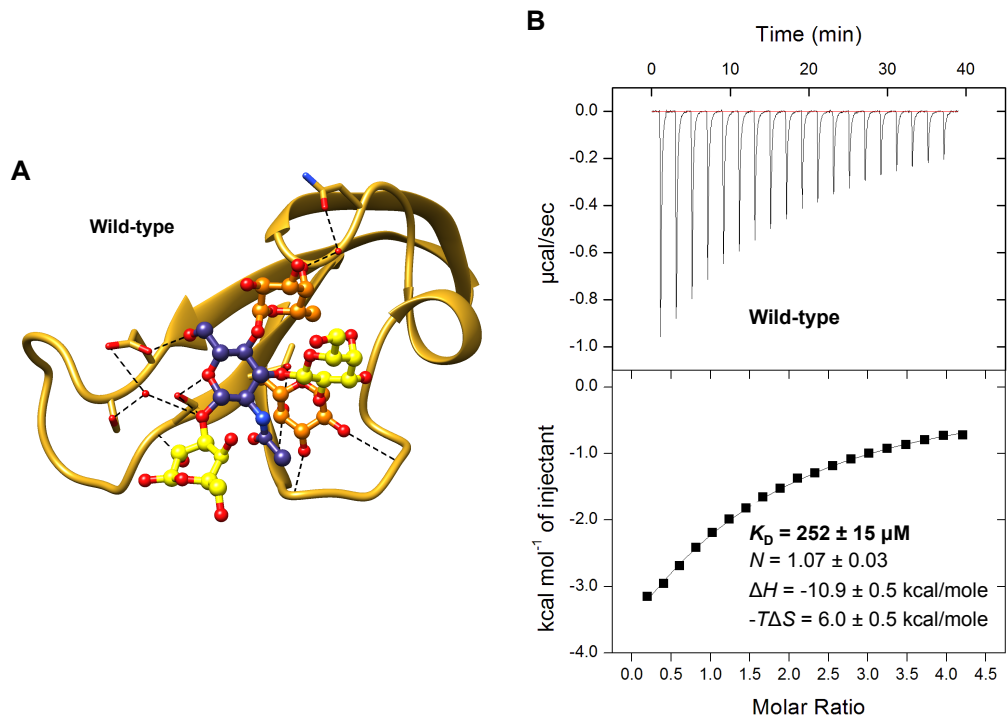 A
Wild-type
B
Time (min)
0 10 20 30 40
0.0
-0.2
-0.4
-0.6
-0.8
-1.0
µcal/sec
Wild-type
0.0
-1.0
-2.0
-3.0
-4.0
kcal mol⁻¹ of injectant
K_D = 252 ± 15 µM
N = 1.07 ± 0.03
ΔH = -10.9 ± 0.5 kcal/mole
-TΔS = 6.0 ± 0.5 kcal/mole
0.0 0.5 1.0 1.5 2.0 2.5 3.0 3.5 4.0 4.5
Molar Ratio